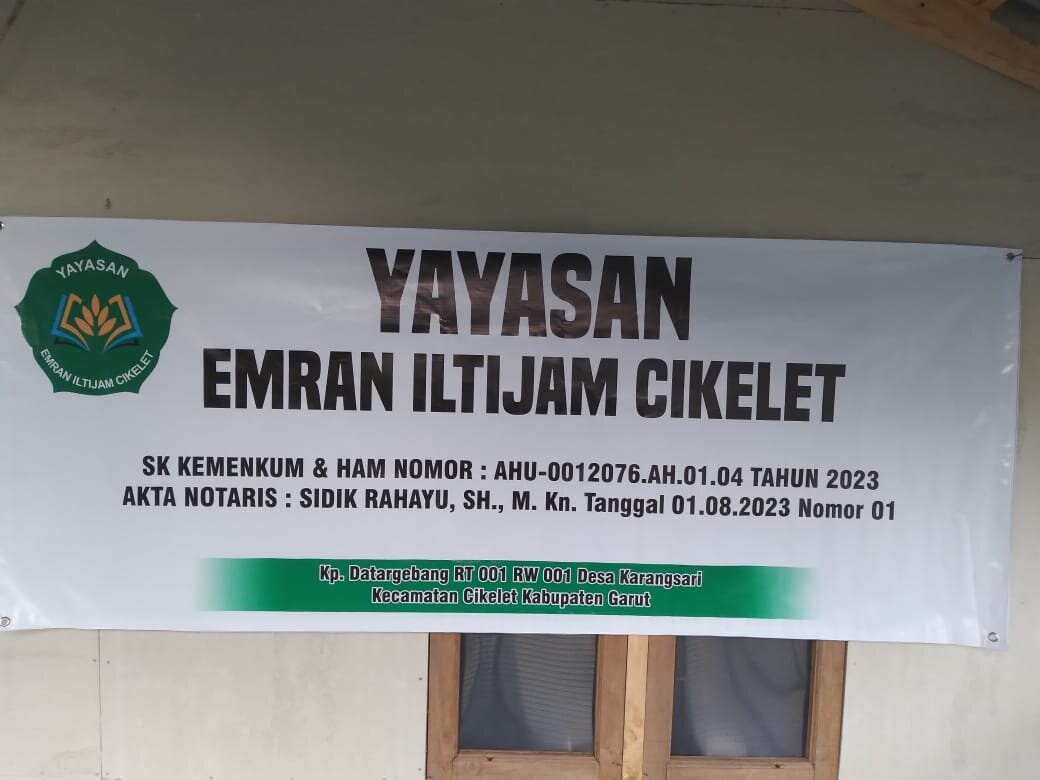 YAYASAN
EMRAN ILTIJAM CIKELET
YAYASAN
EMRAN ILTIJAM CIKELET
SK KEMENKUM & HAM NOMOR : AHU-0012076.AH.01.04 TAHUN 2023
AKTA NOTARIS : SIDIK RAHAYU, SH., M. Kn. Tanggal 01.08.2023 Nomor 01
Kp. Datargebang RT 001 RW 001 Desa Karangsari
Kecamatan Cikelet Kabupaten Garut